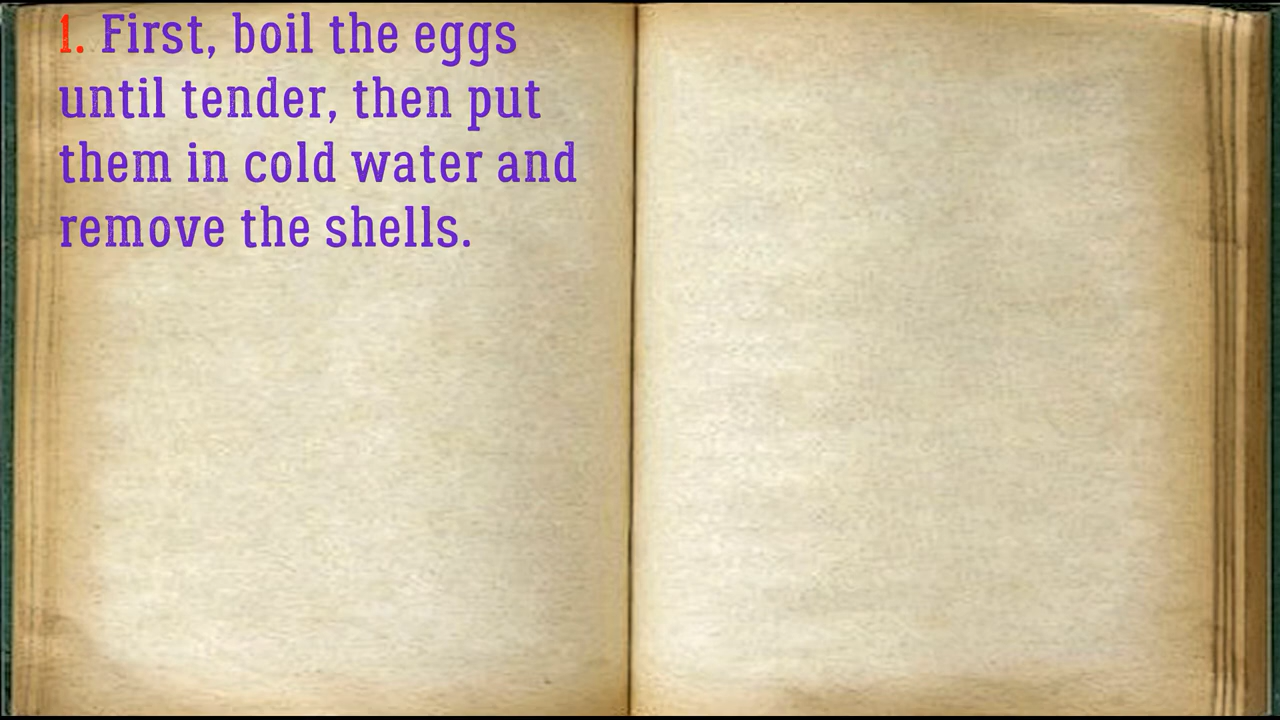 1. First, boil the eggs
until tender, then put
them in cold water and
remove the shells.